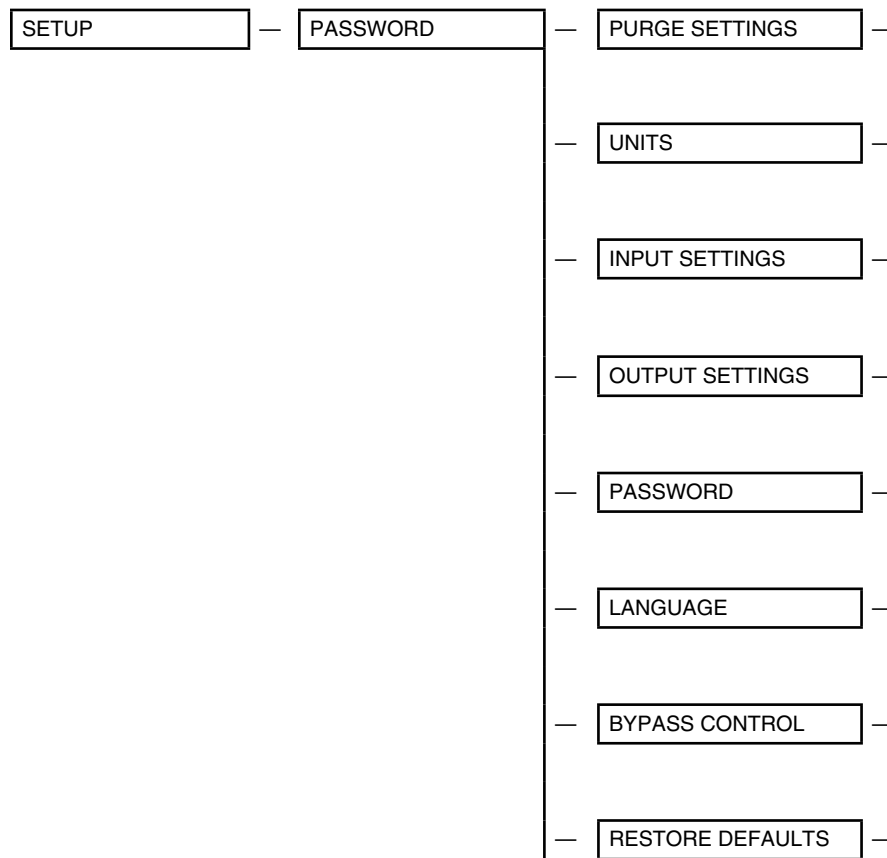 SETUP — PASSWORD — PURGE SETTINGS —
— UNITS —
— INPUT SETTINGS —
— OUTPUT SETTINGS —
— PASSWORD —
— LANGUAGE —
— BYPASS CONTROL —
— RESTORE DEFAULTS —